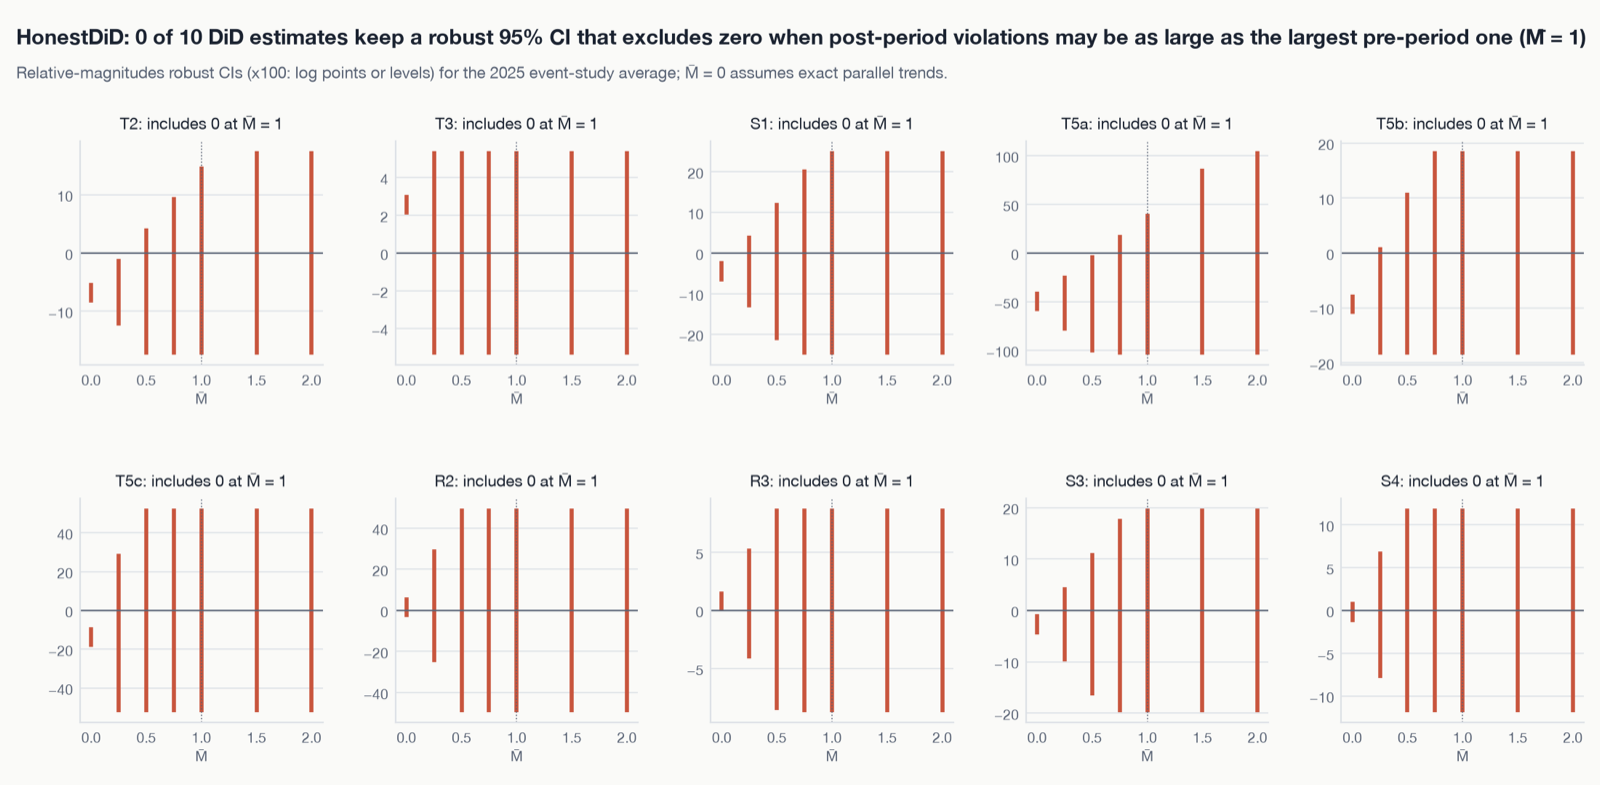 HonestDiD: 0 of 10 DiD estimates keep a robust 95% CI that excludes zero when post-period violations may be as large as the largest pre-period one (M̄ = 1)
Relative-magnitudes robust CIs (x100: log points or levels) for the 2025 event-study average; M̄ = 0 assumes exact parallel trends.
T2: includes 0 at M̄ = 1
10
0
−10
0.0 0.5 1.0 1.5 2.0
M̄
T3: includes 0 at M̄ = 1
4
2
0
−2
−4
0.0 0.5 1.0 1.5 2.0
M̄
S1: includes 0 at M̄ = 1
20
10
0
−10
−20
0.0 0.5 1.0 1.5 2.0
M̄
T5a: includes 0 at M̄ = 1
100
50
0
−50
−100
0.0 0.5 1.0 1.5 2.0
M̄
T5b: includes 0 at M̄ = 1
20
10
0
−10
−20
0.0 0.5 1.0 1.5 2.0
M̄
T5c: includes 0 at M̄ = 1
40
20
0
−20
−40
0.0 0.5 1.0 1.5 2.0
M̄
R2: includes 0 at M̄ = 1
40
20
0
−20
−40
0.0 0.5 1.0 1.5 2.0
M̄
R3: includes 0 at M̄ = 1
5
0
−5
0.0 0.5 1.0 1.5 2.0
M̄
S3: includes 0 at M̄ = 1
20
10
0
−10
−20
0.0 0.5 1.0 1.5 2.0
M̄
S4: includes 0 at M̄ = 1
10
5
0
−5
−10
0.0 0.5 1.0 1.5 2.0
M̄